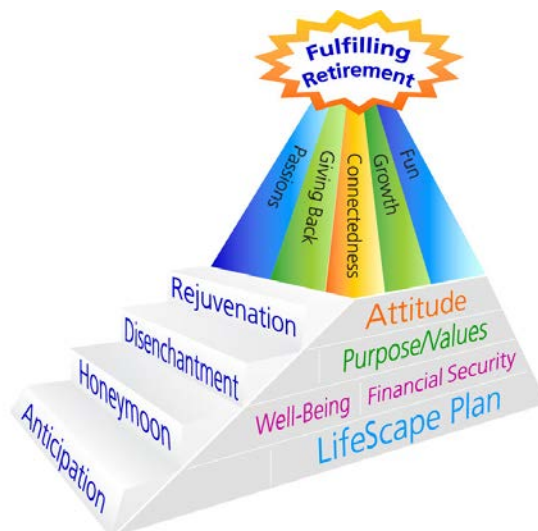 Fulfilling
Retirement
Passions
Giving Back
Connectedness
Growth
Fun
Rejuvenation
Disenchantment
Honeymoon
Anticipation
Attitude
Purpose/Values
Well-Being
Financial Security
LifeScape Plan